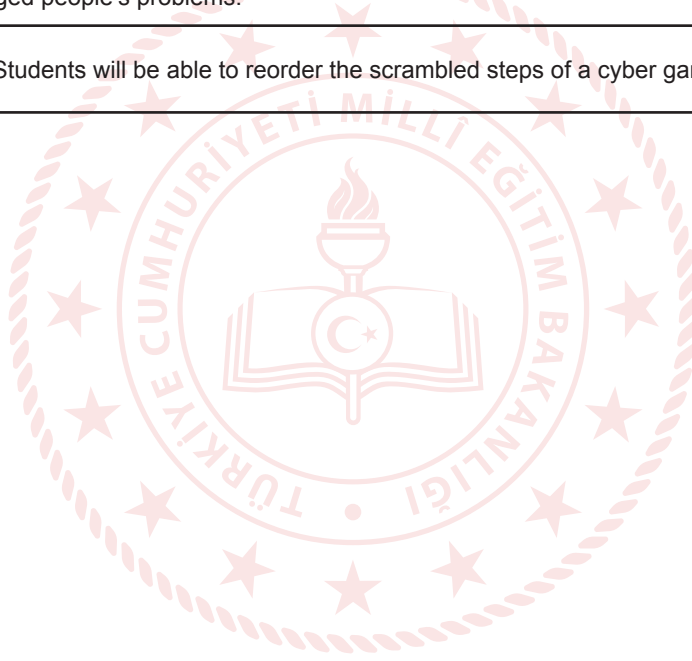 ged people's problems.
Students will be able to reorder the scrambled steps of a cyber gar
TÜRKİYE CUMHURİYETİ MİLLÎ EĞİTİM BAKANLIĞI